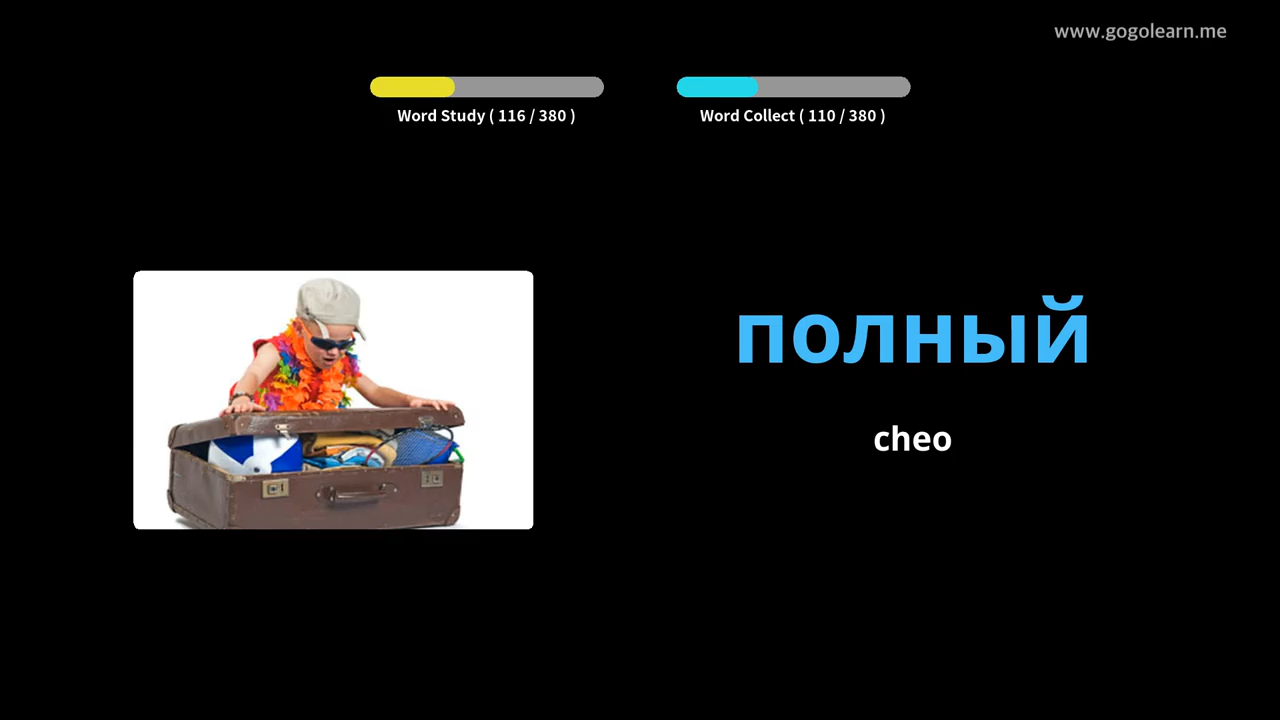 www.gogolearn.me
Word Study ( 116 / 380 )
Word Collect ( 110 / 380 )
полный
cheo